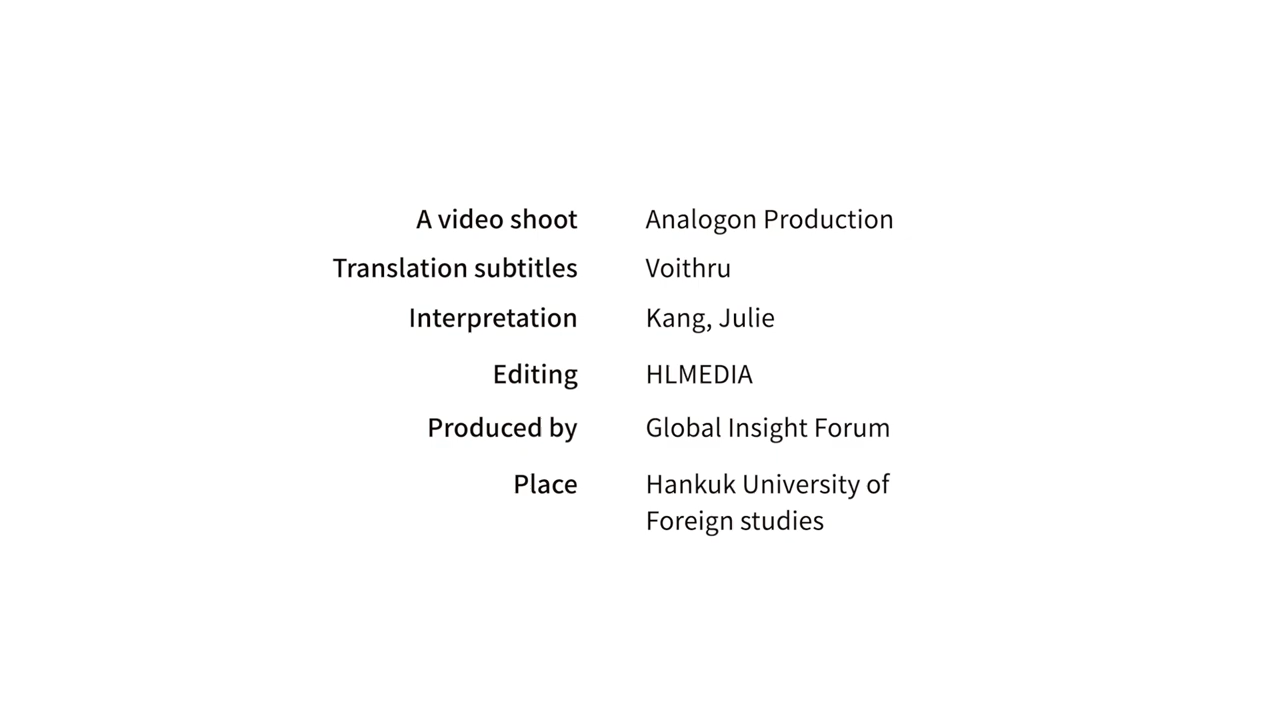 A video shoot Analogon Production
Translation subtitles Voithru
Interpretation Kang, Julie
Editing HLMEDIA
Produced by Global Insight Forum
Place Hankuk University of
Foreign studies